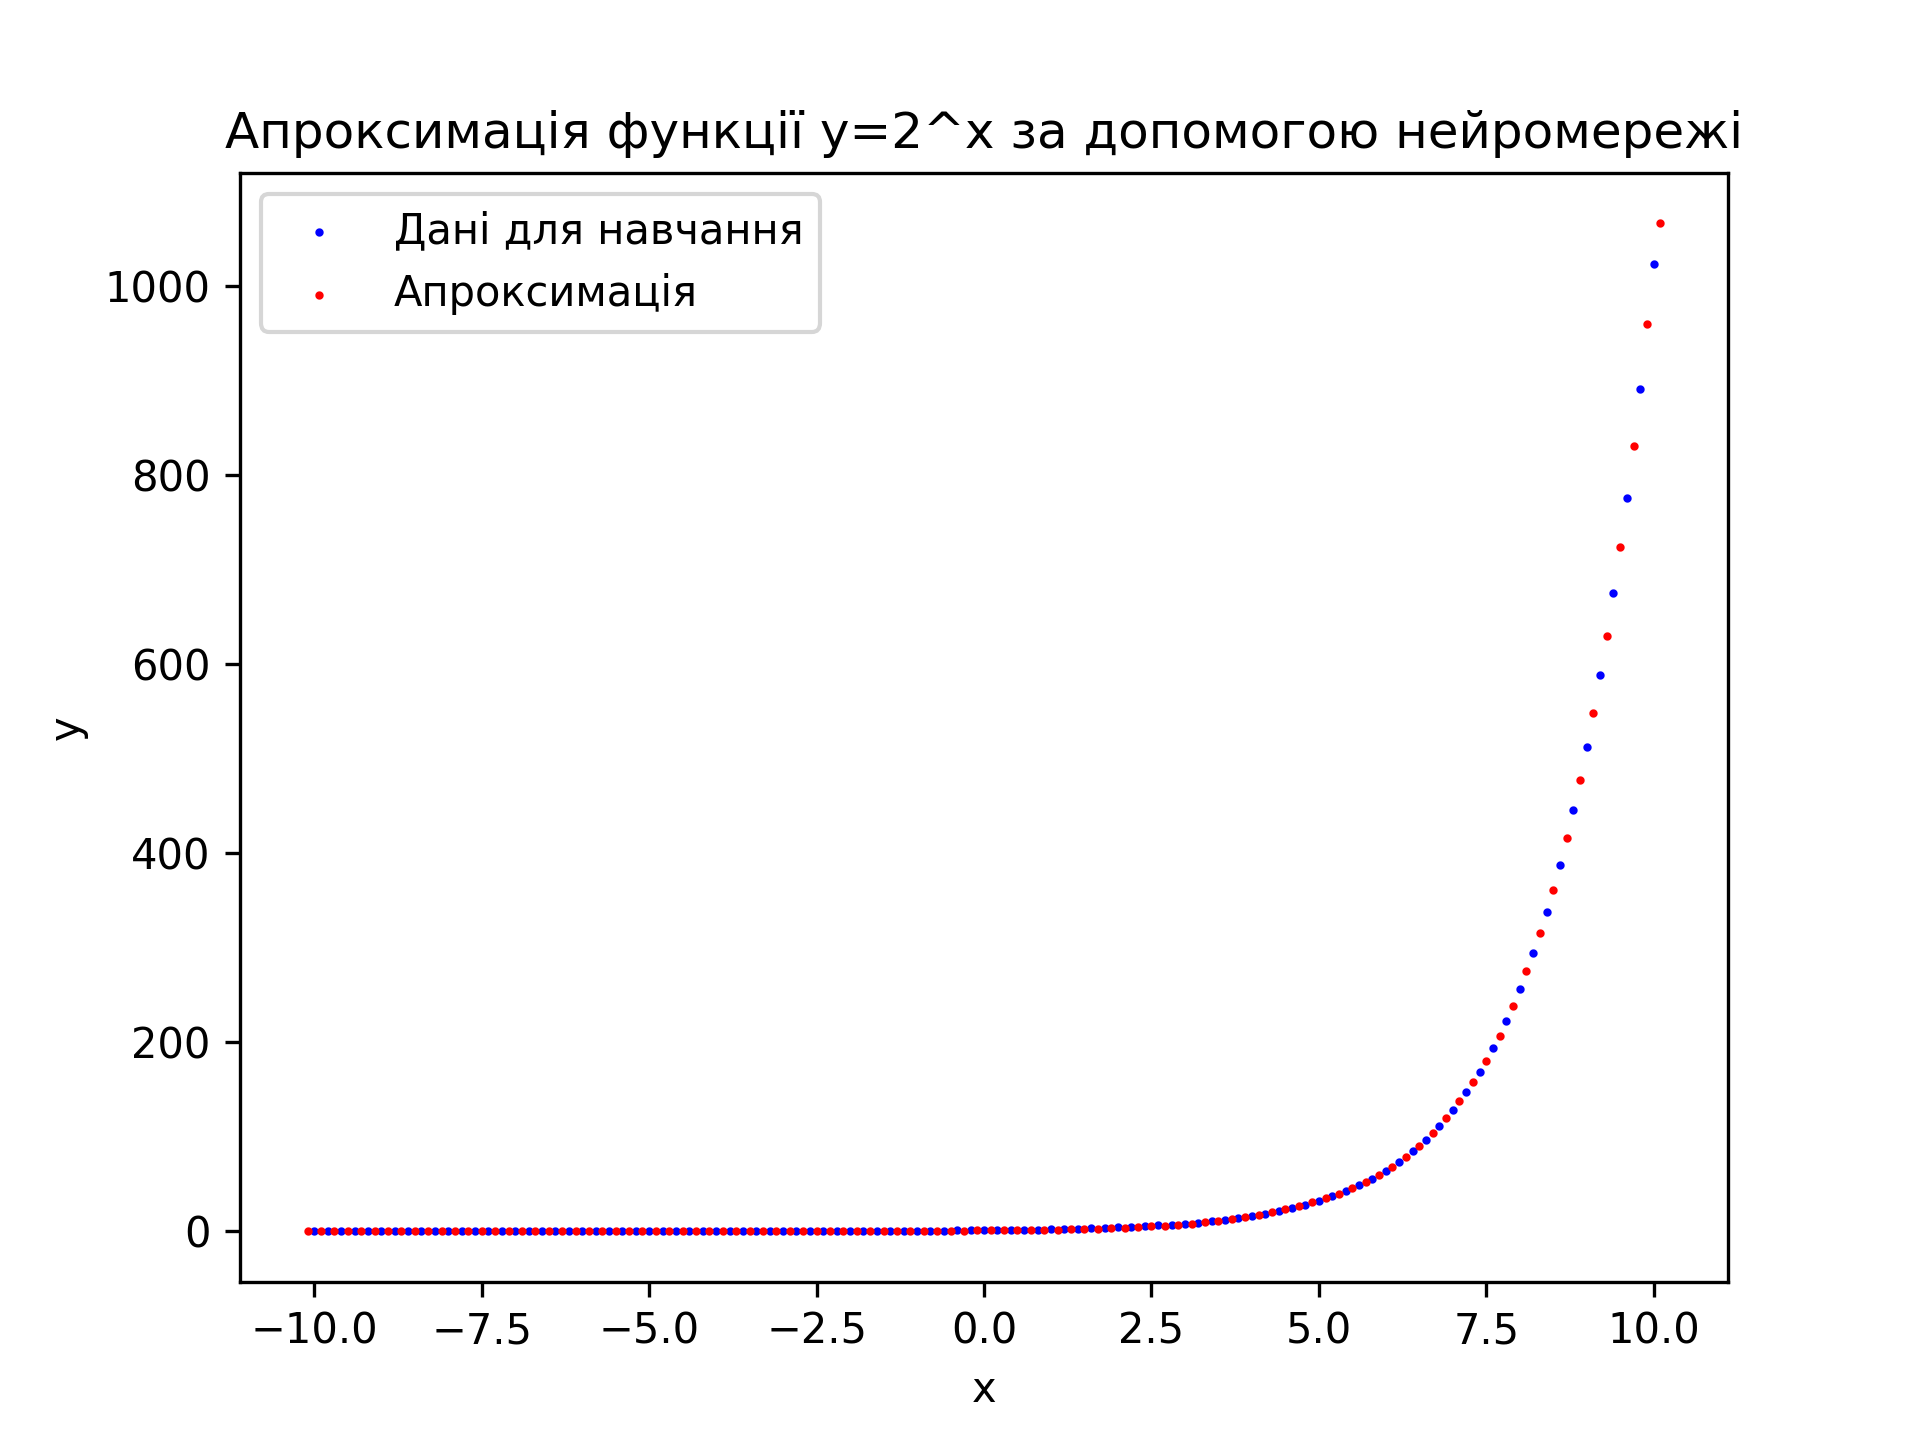 Апроксимація функції y=2^x за допомогою нейромережі
Дані для навчання
Апроксимація
1000
800
600
400
200
0
y
−10.0 −7.5 −5.0 −2.5 0.0 2.5 5.0 7.5 10.0
x